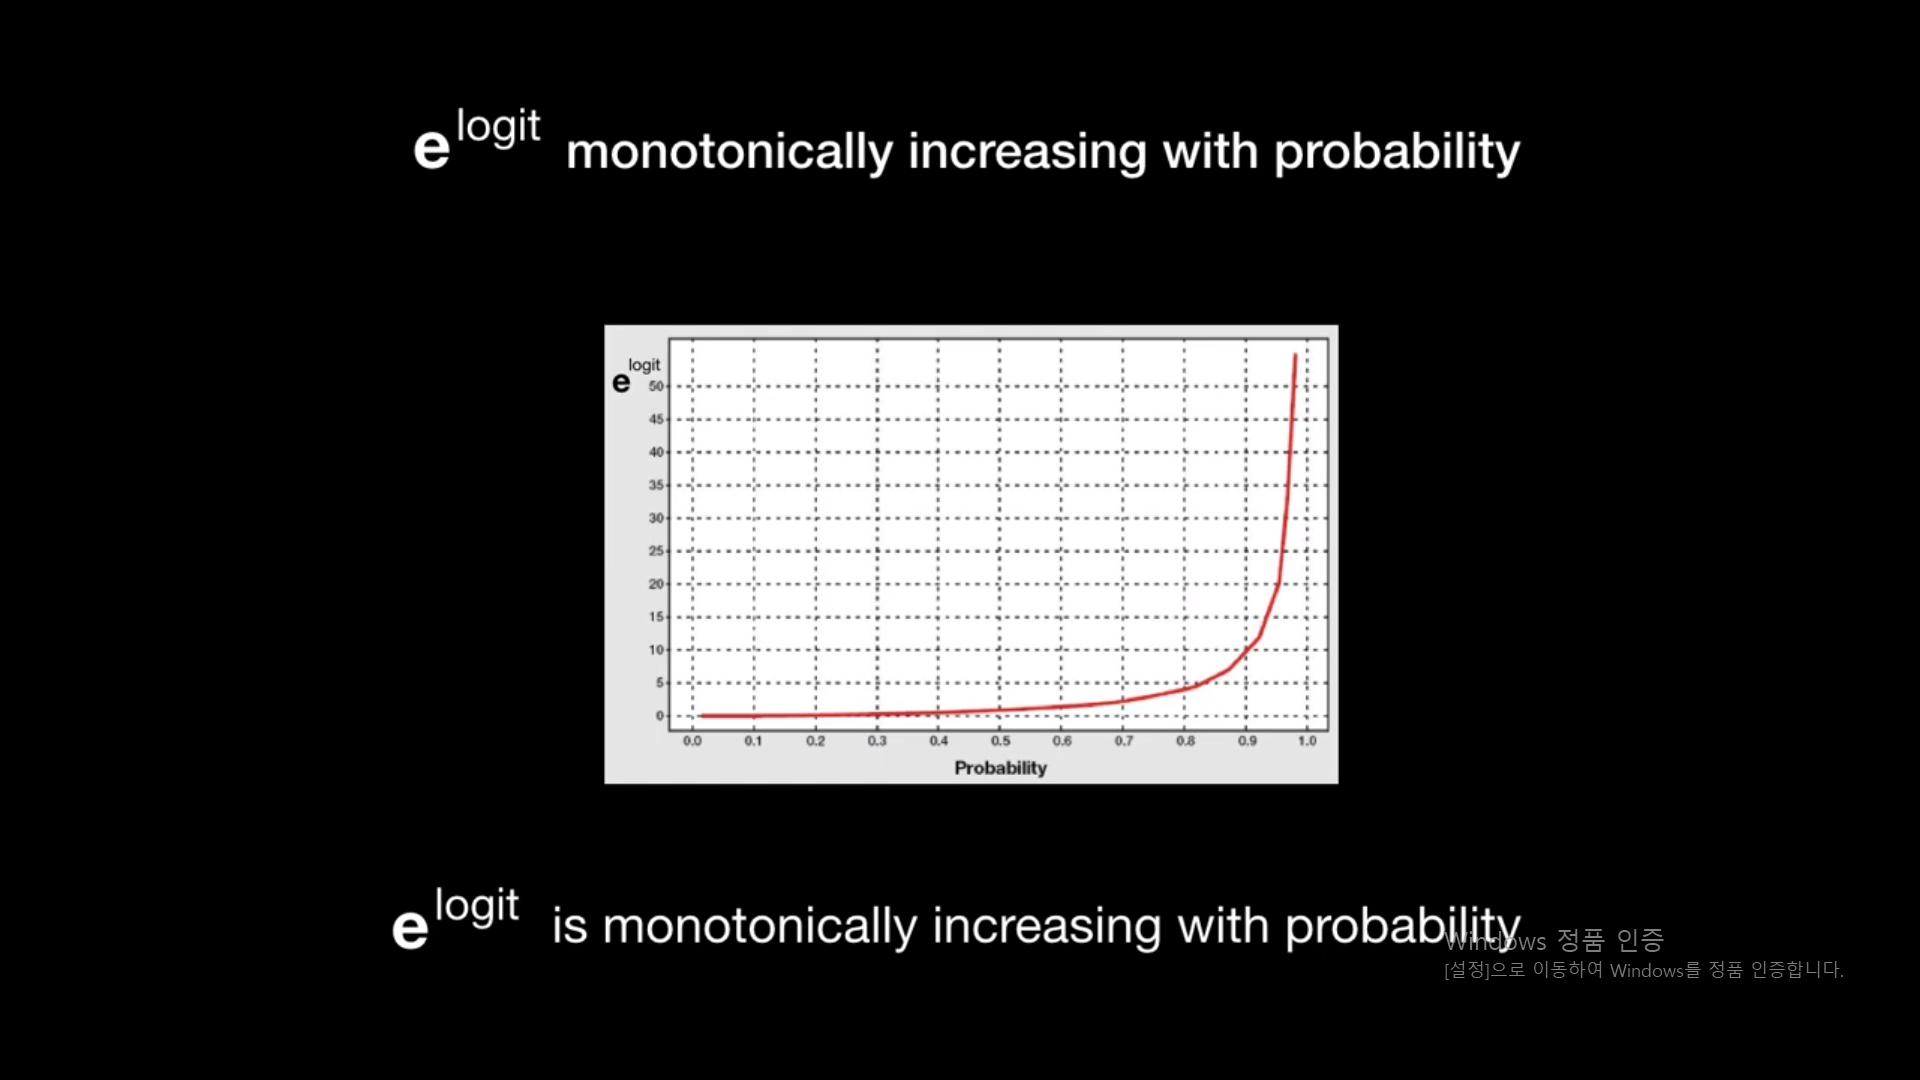 e logit monotonically increasing with probability
logit
e
50
45
40
35
30
25
20
15
10
5
0
0.0 0.1 0.2 0.3 0.4 0.5 0.6 0.7 0.8 0.9 1.0
Probability
e logit is monotonically increasing with probability
Windows 정품 인증
[설정]으로 이동하여 Windows를 정품 인증합니다.